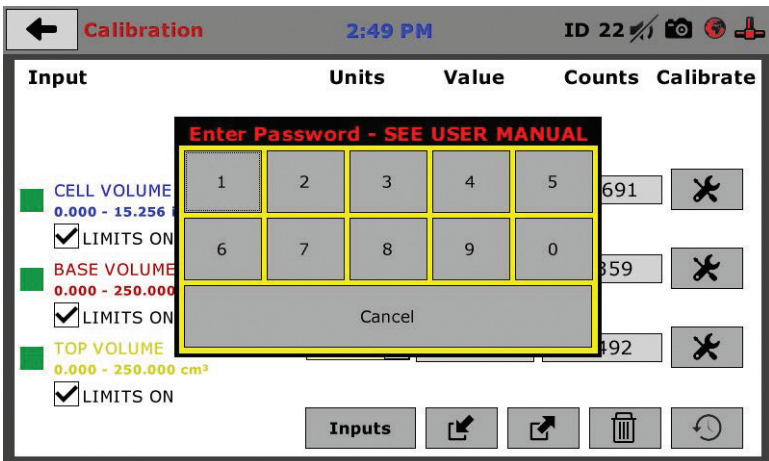 Calibration 2:49 PM ID 22
Input Units Value Counts Calibrate
Enter Password - SEE USER MANUAL
1 2 3 4 5
6 7 8 9 0
Cancel
CELL VOLUME 691
0.000 - 15.256
LIMITS ON
BASE VOLUME 359
0.000 - 250.000
LIMITS ON
TOP VOLUME 492
0.000 - 250.000 cm³
LIMITS ON
Inputs